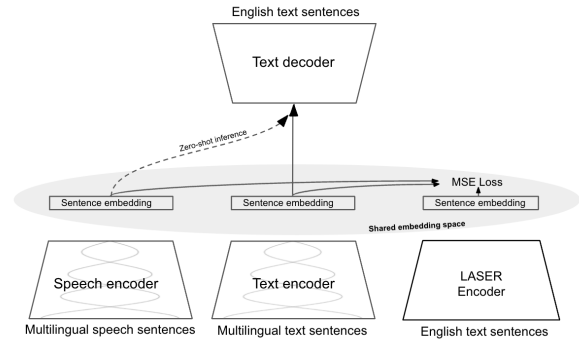 English text sentences
Text decoder
Zero-shot inference
MSE Loss
Sentence embedding
Sentence embedding
Sentence embedding
Shared embedding space
Speech encoder
Text encoder
LASER
Encoder
Multilingual speech sentences
Multilingual text sentences
English text sentences